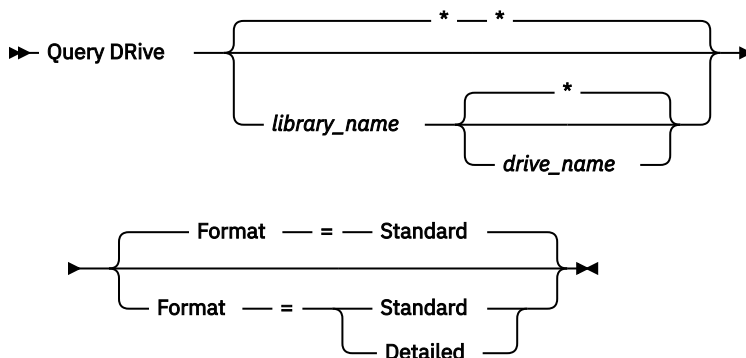 * *
Query DRive
*
library_name
drive_name
Format = Standard
Format = Standard
Detailed